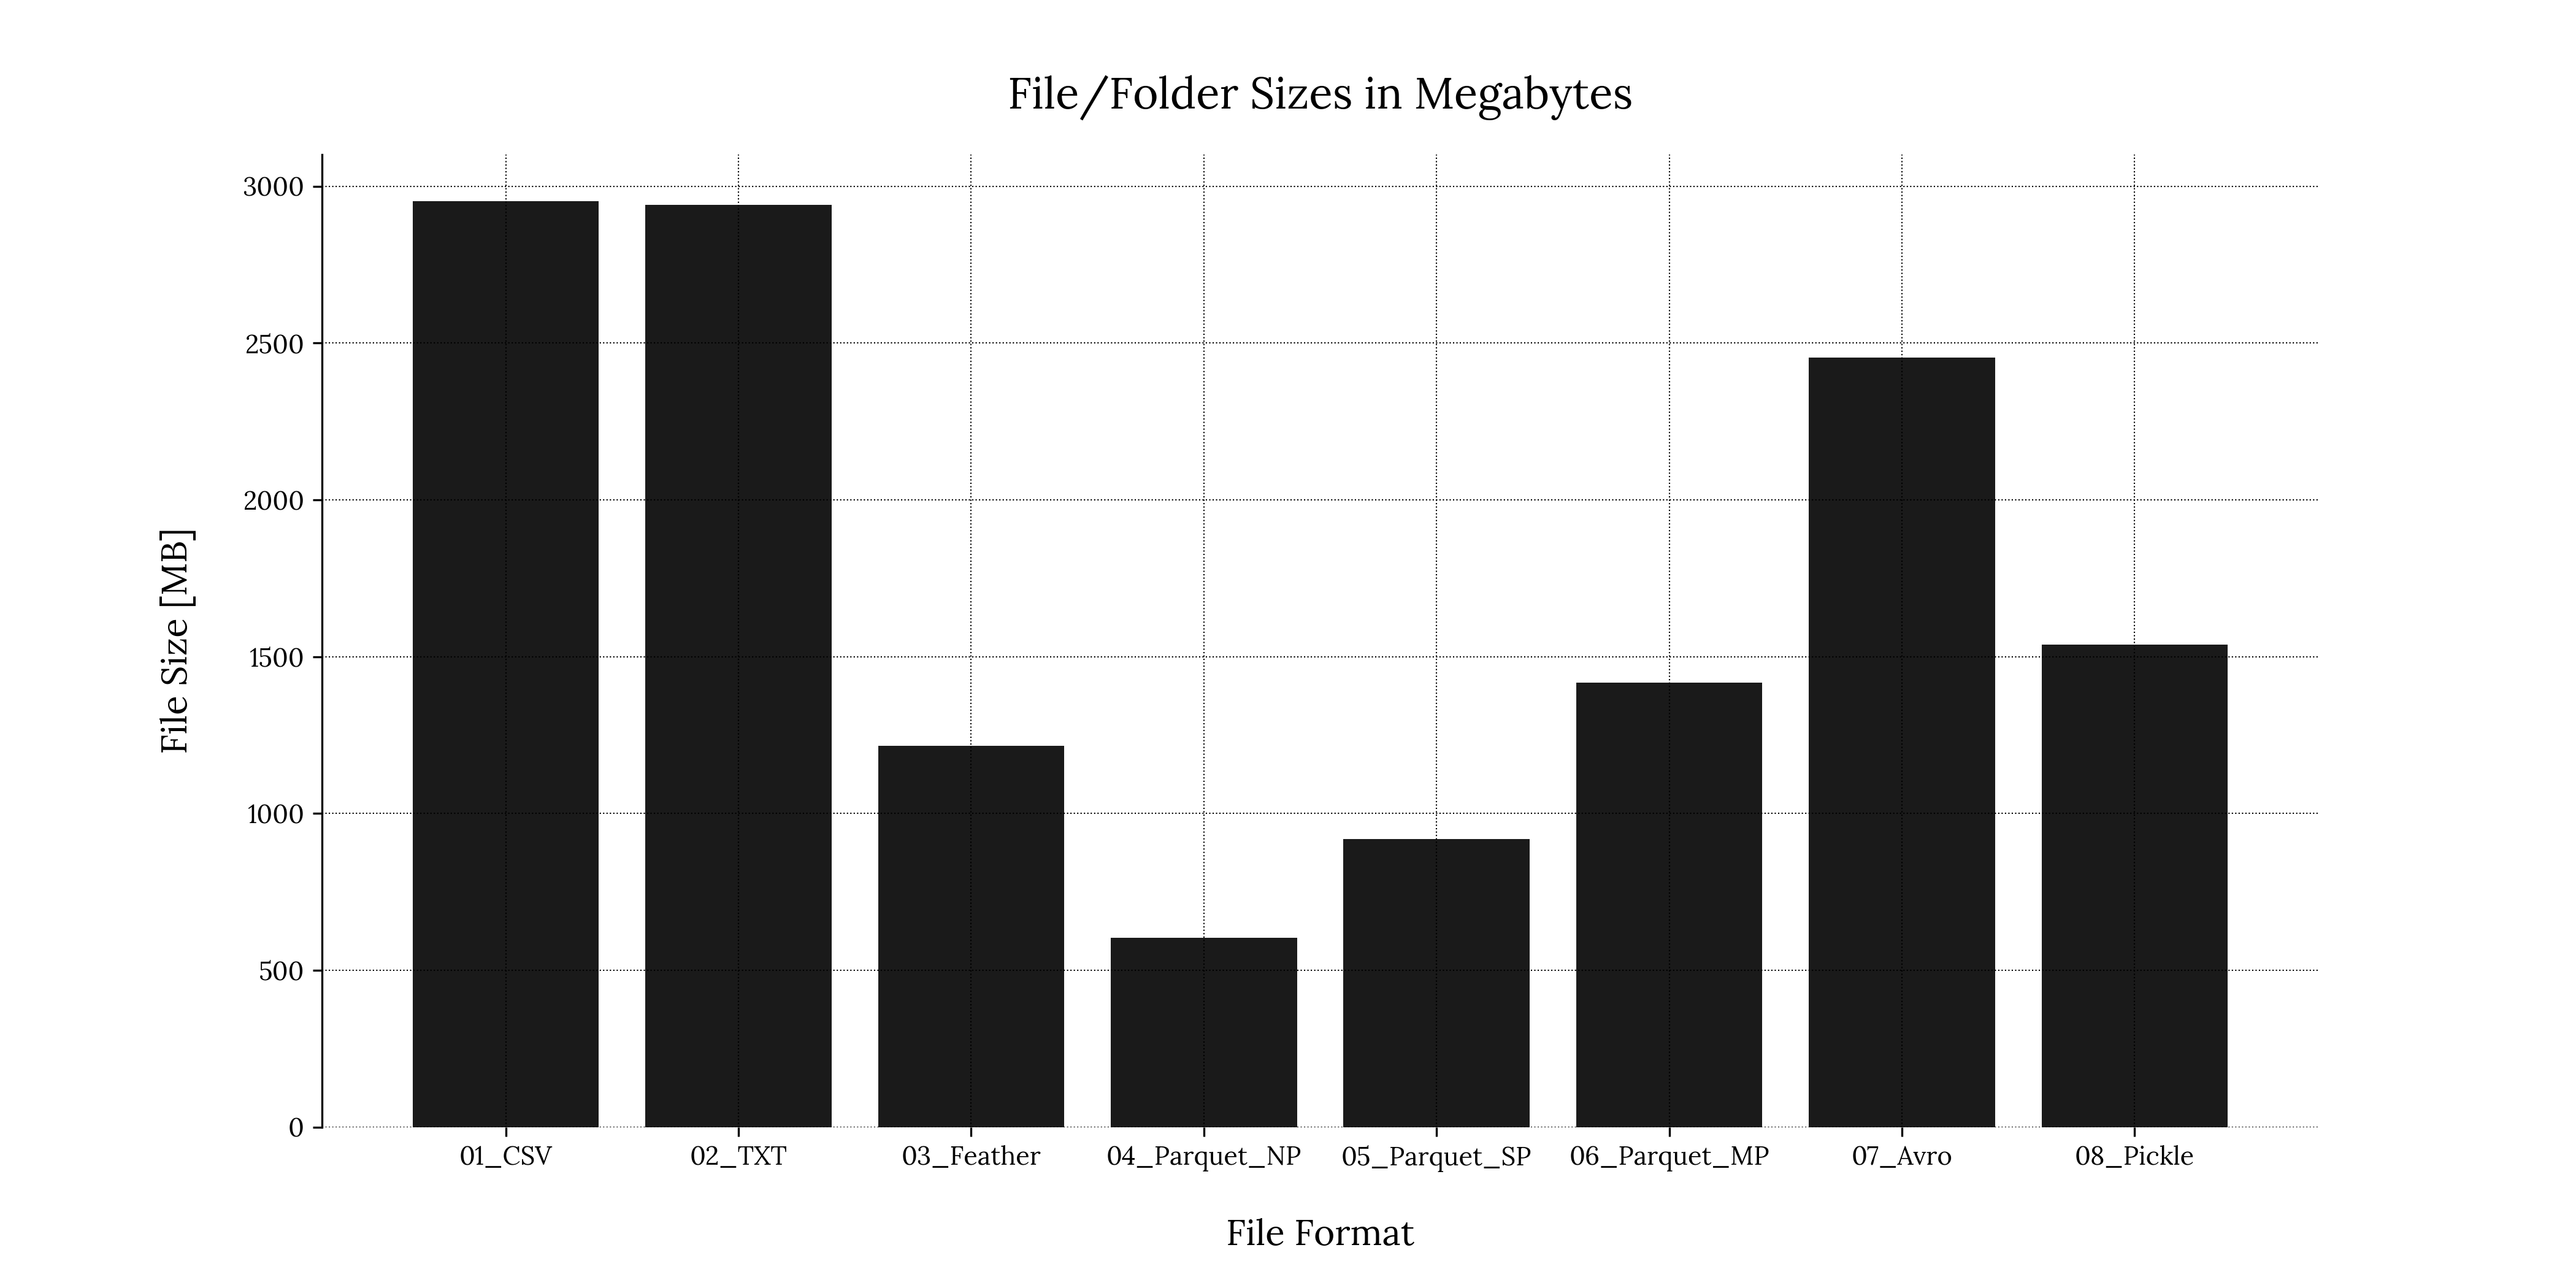 File/Folder Sizes in Megabytes
3000
2500
2000
1500
1000
500
0
File Size [MB]
01_CSV 02_TXT 03_Feather 04_Parquet_NP 05_Parquet_SP 06_Parquet_MP 07_Avro 08_Pickle
File Format